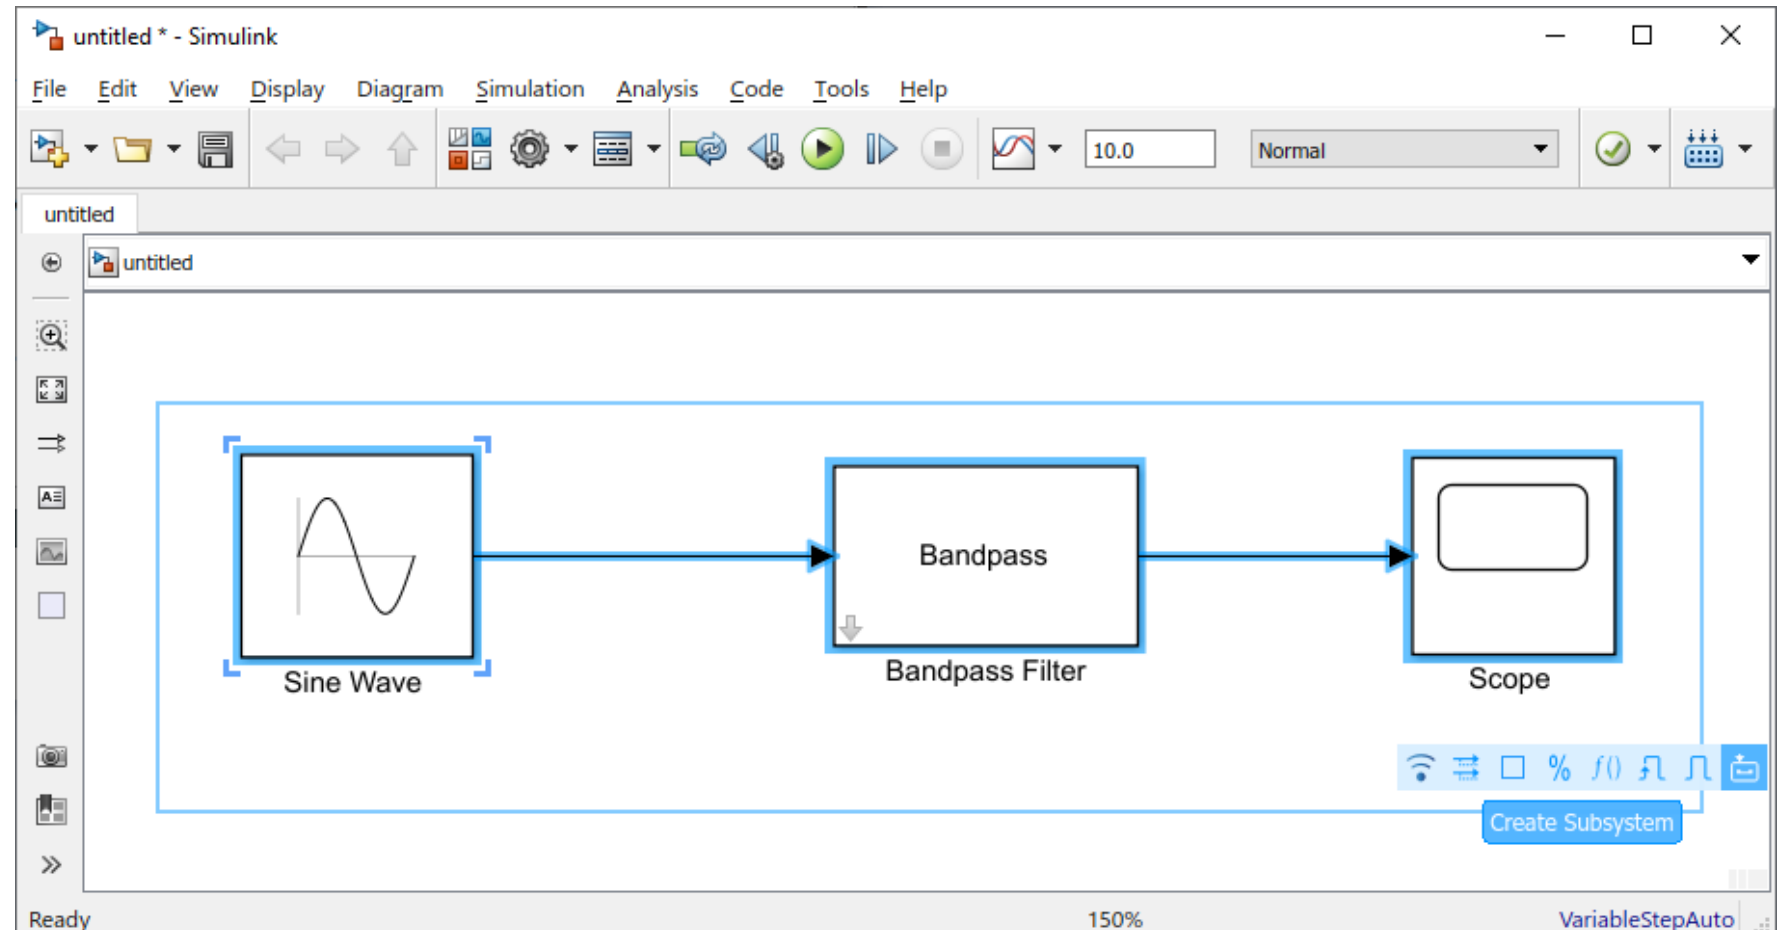 untitled * - Simulink
File Edit View Display Diagram Simulation Analysis Code Tools Help
10.0 Normal
untitled
untitled
A
Bandpass
Sine Wave
Bandpass Filter
Scope
% f()
Create Subsystem
Ready 150% VariableStepAuto